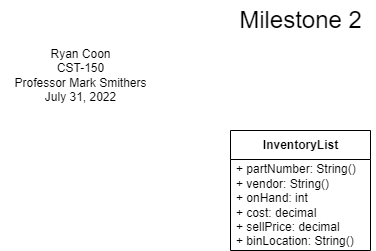 Milestone 2
Ryan Coon
CST-150
Professor Mark Smithers
July 31, 2022
InventoryList
+ partNumber: String()
+ vendor: String()
+ onHand: int
+ cost: decimal
+ sellPrice: decimal
+ binLocation: String()